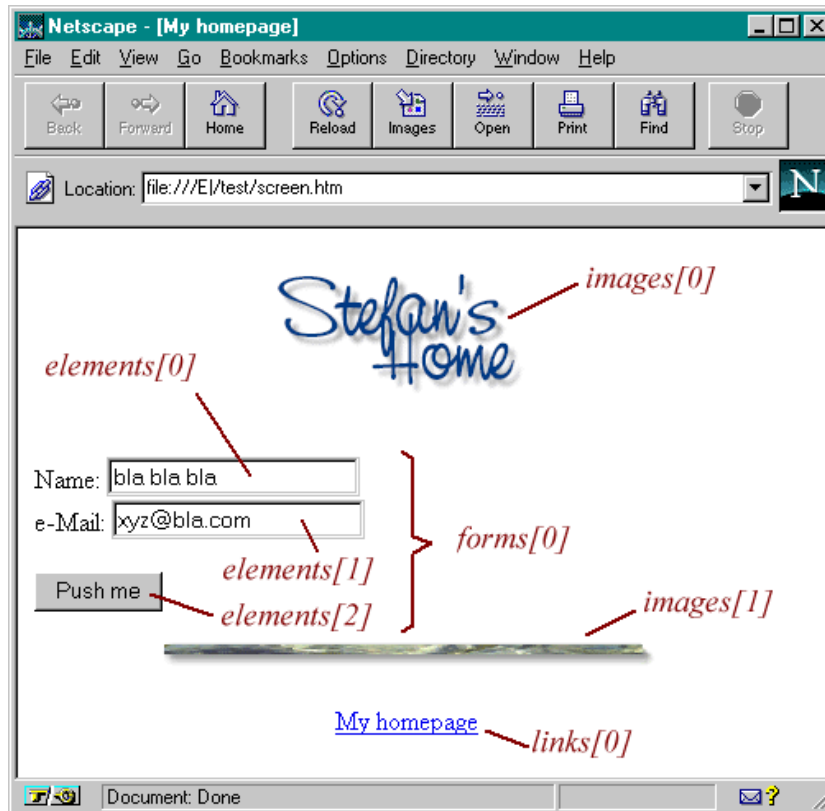 Netscape - [My homepage]
File Edit View Go Bookmarks Options Directory Window Help
Back Forward Home Reload Images Open Print Find Stop
Location: file:///E|/test/screen.htm
N
images[0]
Stefan's
Home
elements[0]
Name: bla bla bla
e-Mail: xyz@bla.com
forms[0]
elements[1]
Push me
elements[2]
images[1]
My homepage
links[0]
Document: Done